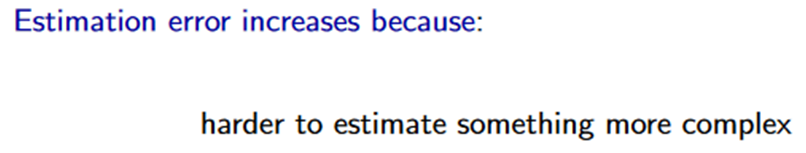 Estimation error increases because:
harder to estimate something more complex